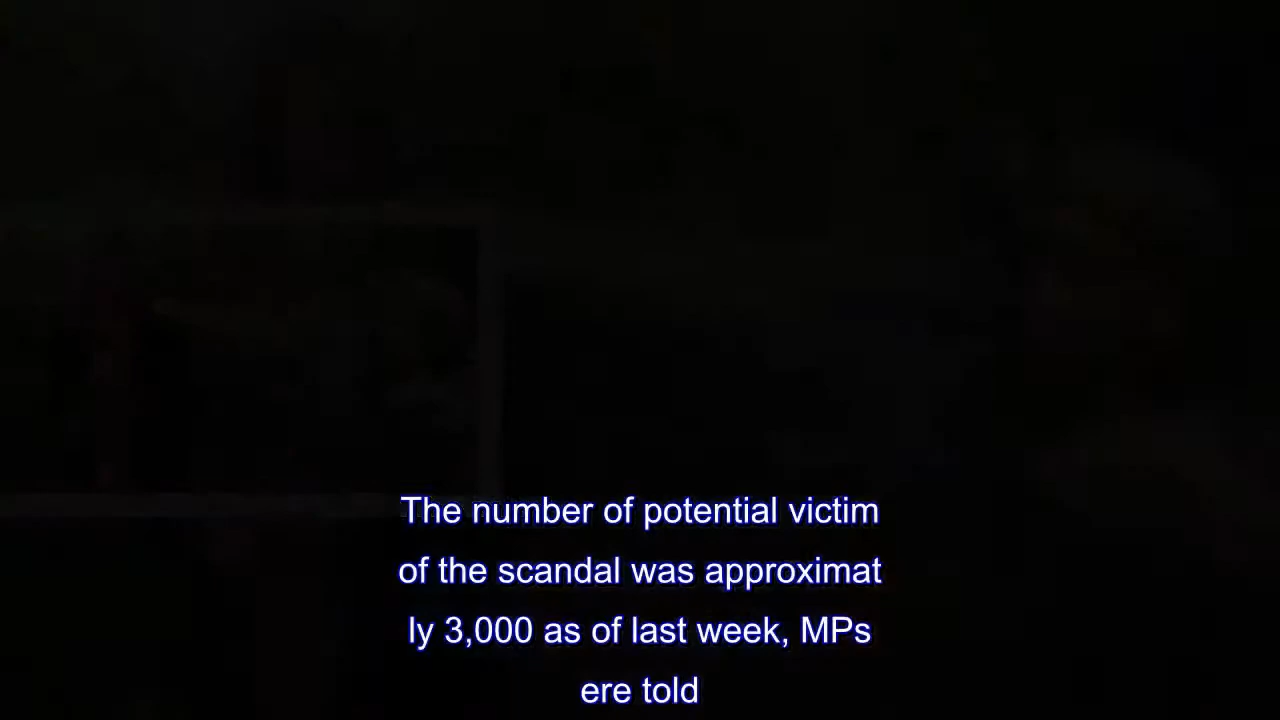 The number of potential victim
of the scandal was approximat
ly 3,000 as of last week, MPs
ere told